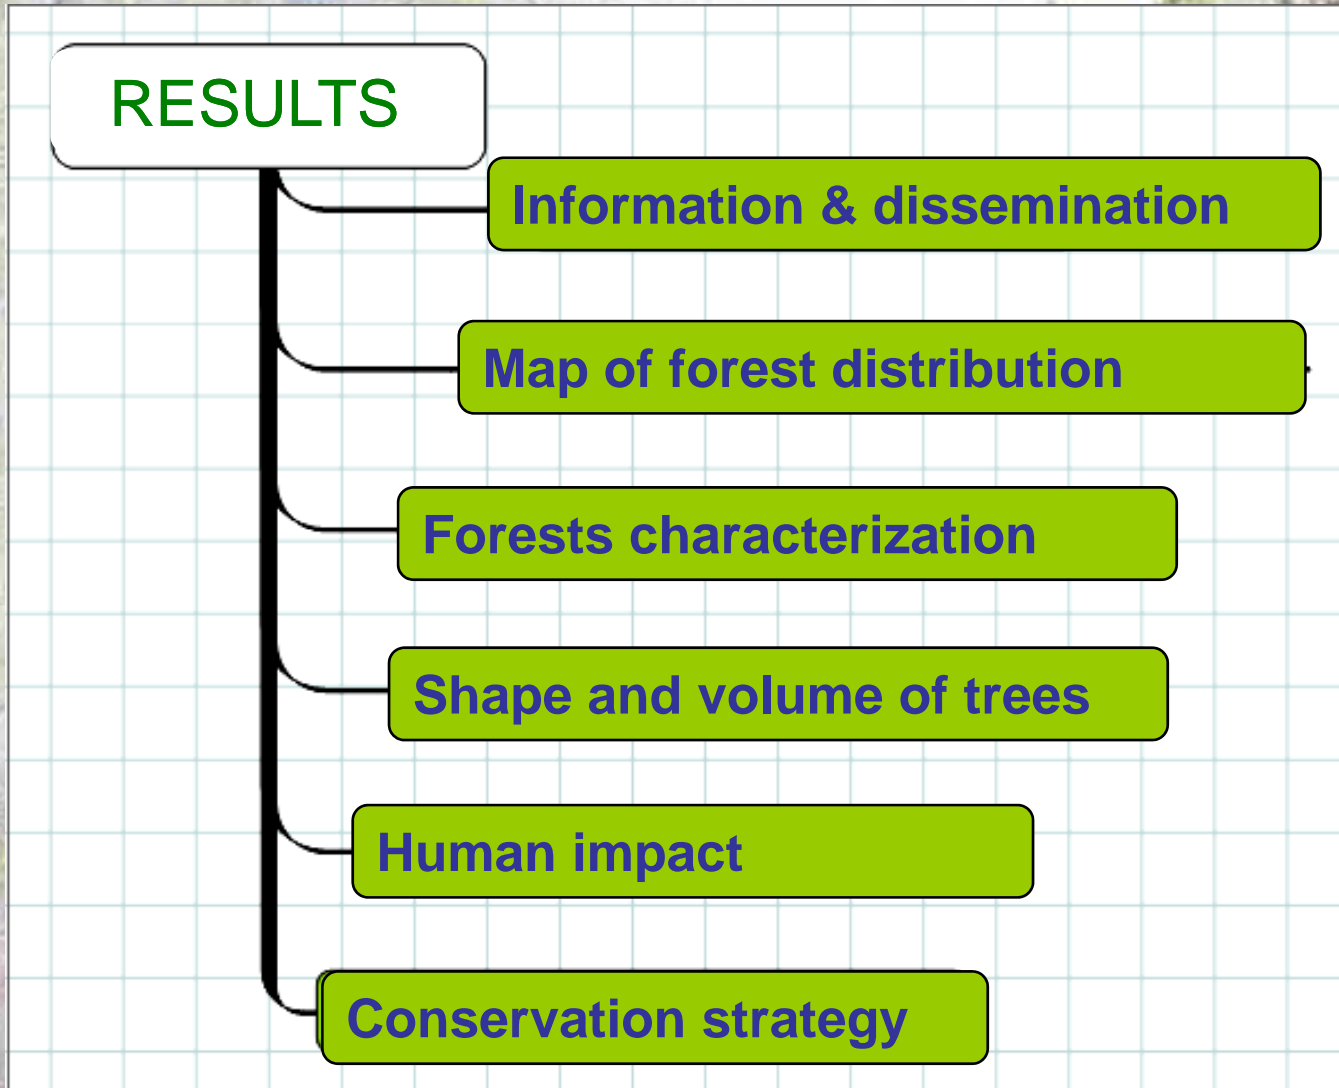 RESULTS
Information & dissemination
Map of forest distribution
Forests characterization
Shape and volume of trees
Human impact
Conservation strategy